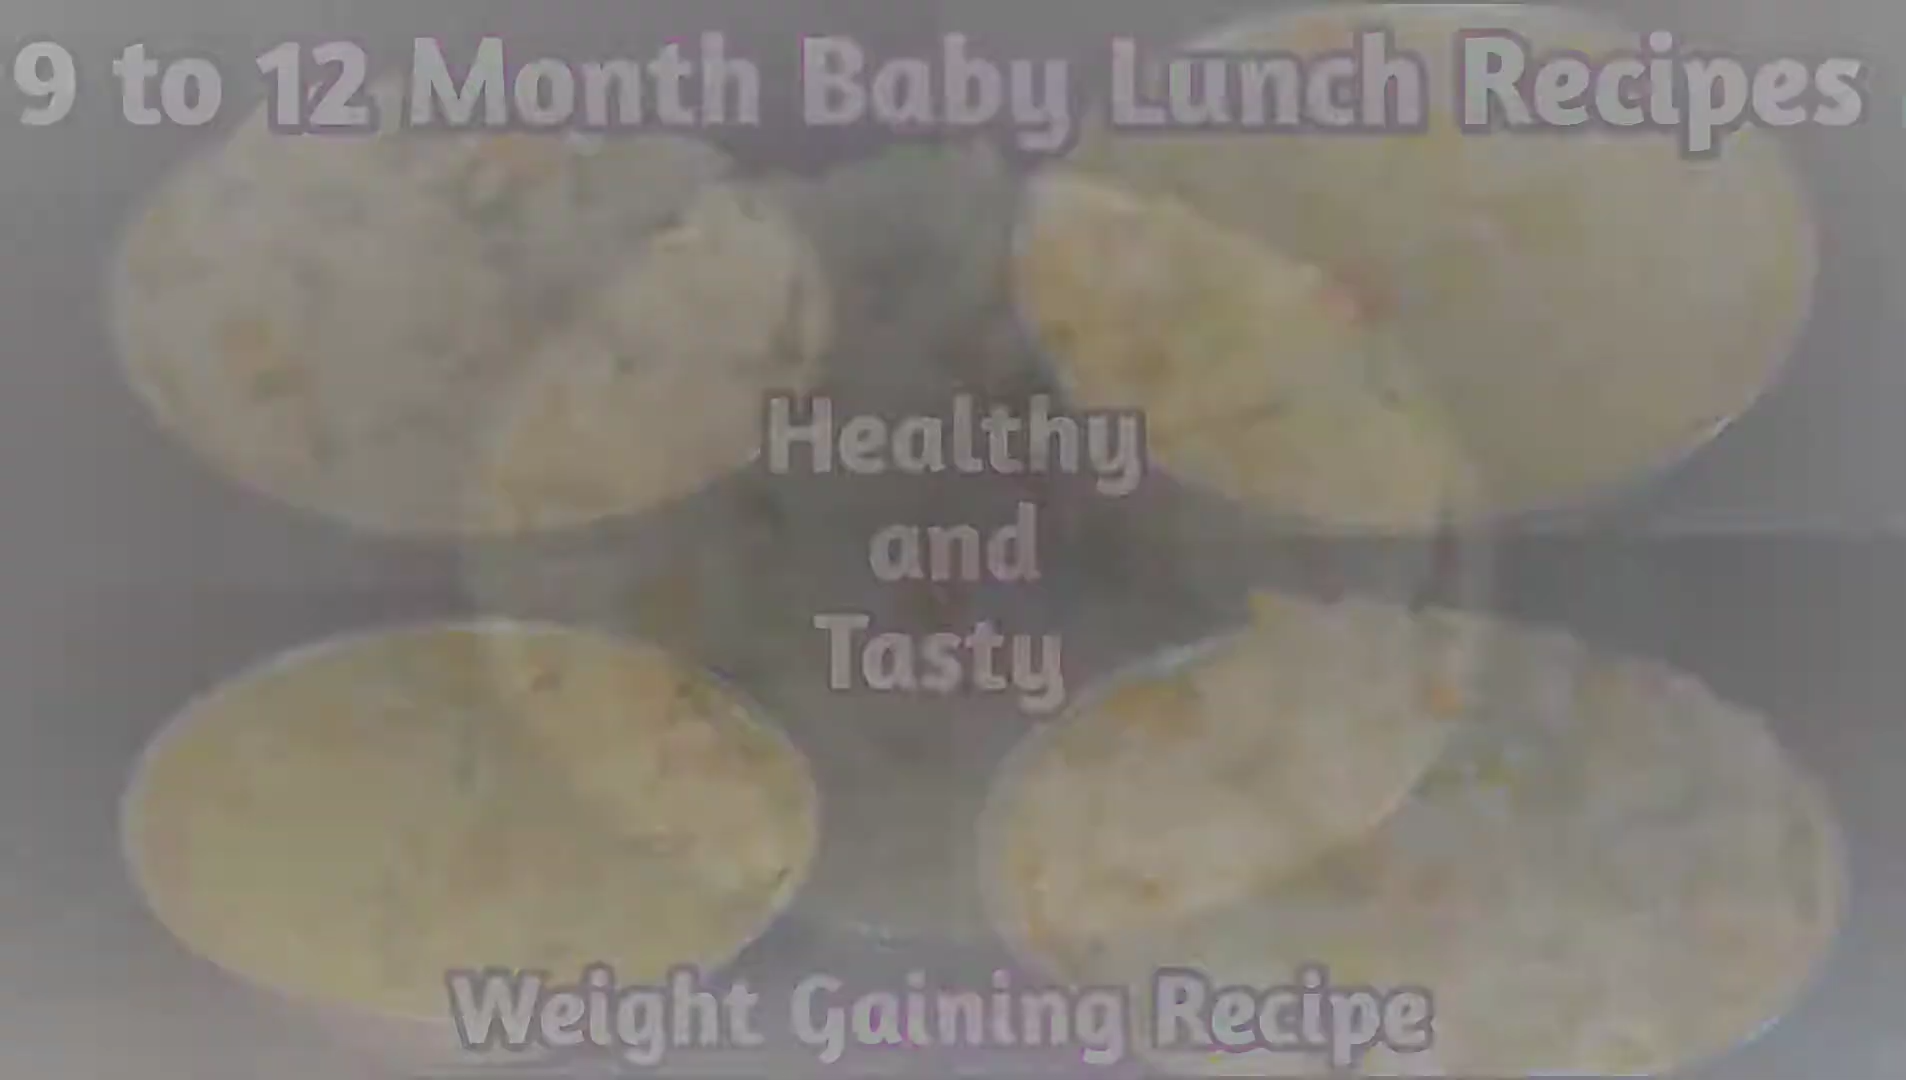 9 to 12 Month Baby Lunch Recipes
Healthy
and
Tasty
Weight Gaining Recipe